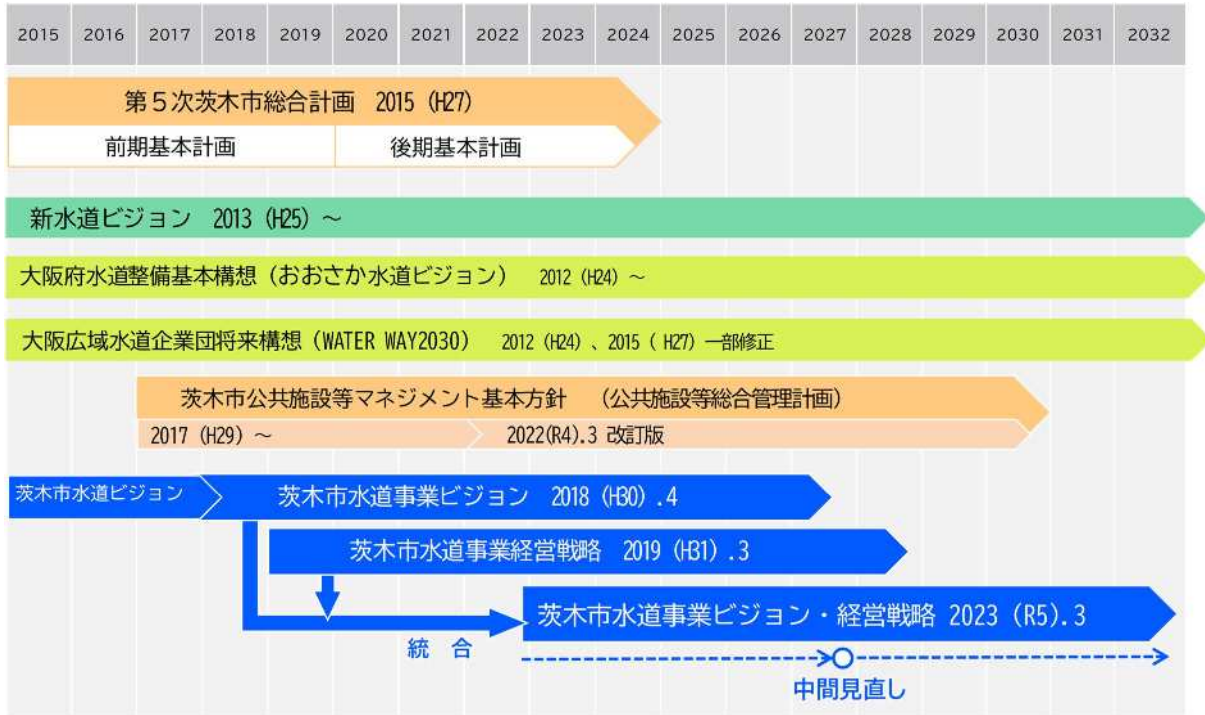 2015 2016 2017 2018 2019 2020 2021 2022 2023 2024 2025 2026 2027 2028 2029 2030 2031 2032
第5次茨木市総合計画 2015 (H27)
前期基本計画 後期基本計画
新水道ビジョン 2013 (H25) ～
大阪府水道整備基本構想(おおさか水道ビジョン) 2012 (H24) ～
大阪広域水道企業団将来構想(WATER WAY2030) 2012 (H24) 、2015 ( H27) 一部修正
茨木市公共施設等マネジメント基本方針 (公共施設等総合管理計画)
2017 (H29) ～ 2022(R4).3 改訂版
茨木市水道ビジョン 茨木市水道事業ビジョン 2018 (H30) .4
茨木市水道事業経営戦略 2019 (H31) .3
茨木市水道事業ビジョン・経営戦略 2023 (R5).3
統 合
中間見直し